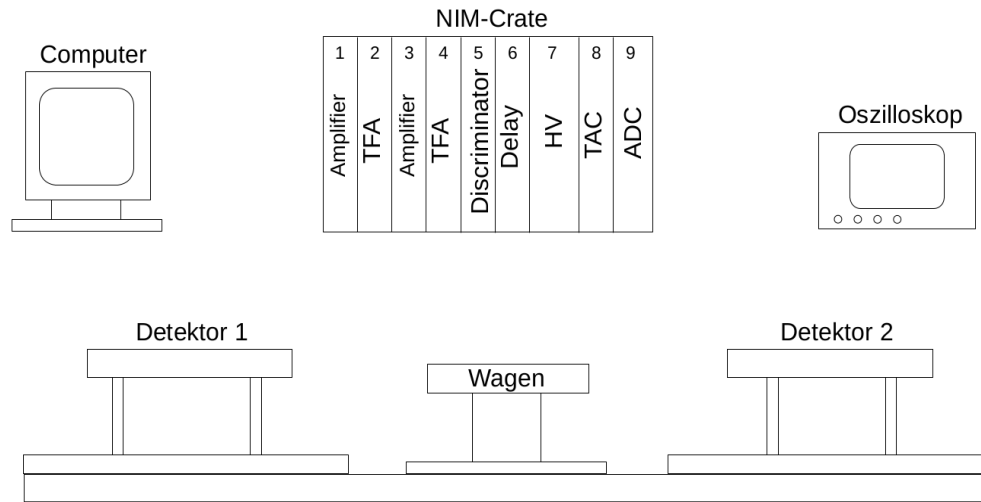 NIM-Crate
Computer
1 2 3 4 5 6 7 8 9
Amplifier
TFA
Amplifier
TFA
Discriminator
Delay
HV
TAC
ADC
Oszilloskop
Detektor 1
Detektor 2
Wagen